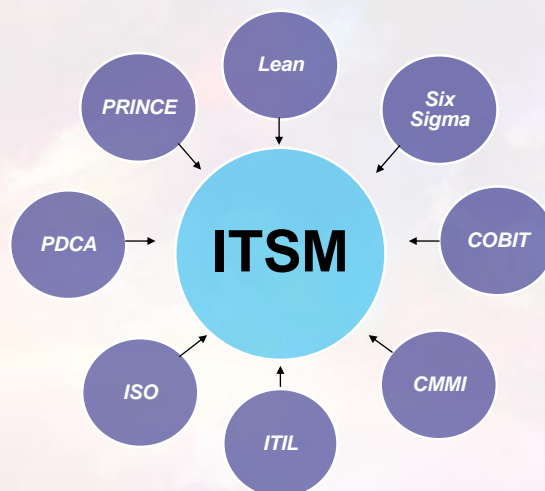 Lean
PRINCE
Six
Sigma
PDCA
ITSM
COBIT
ISO
CMMI
ITIL